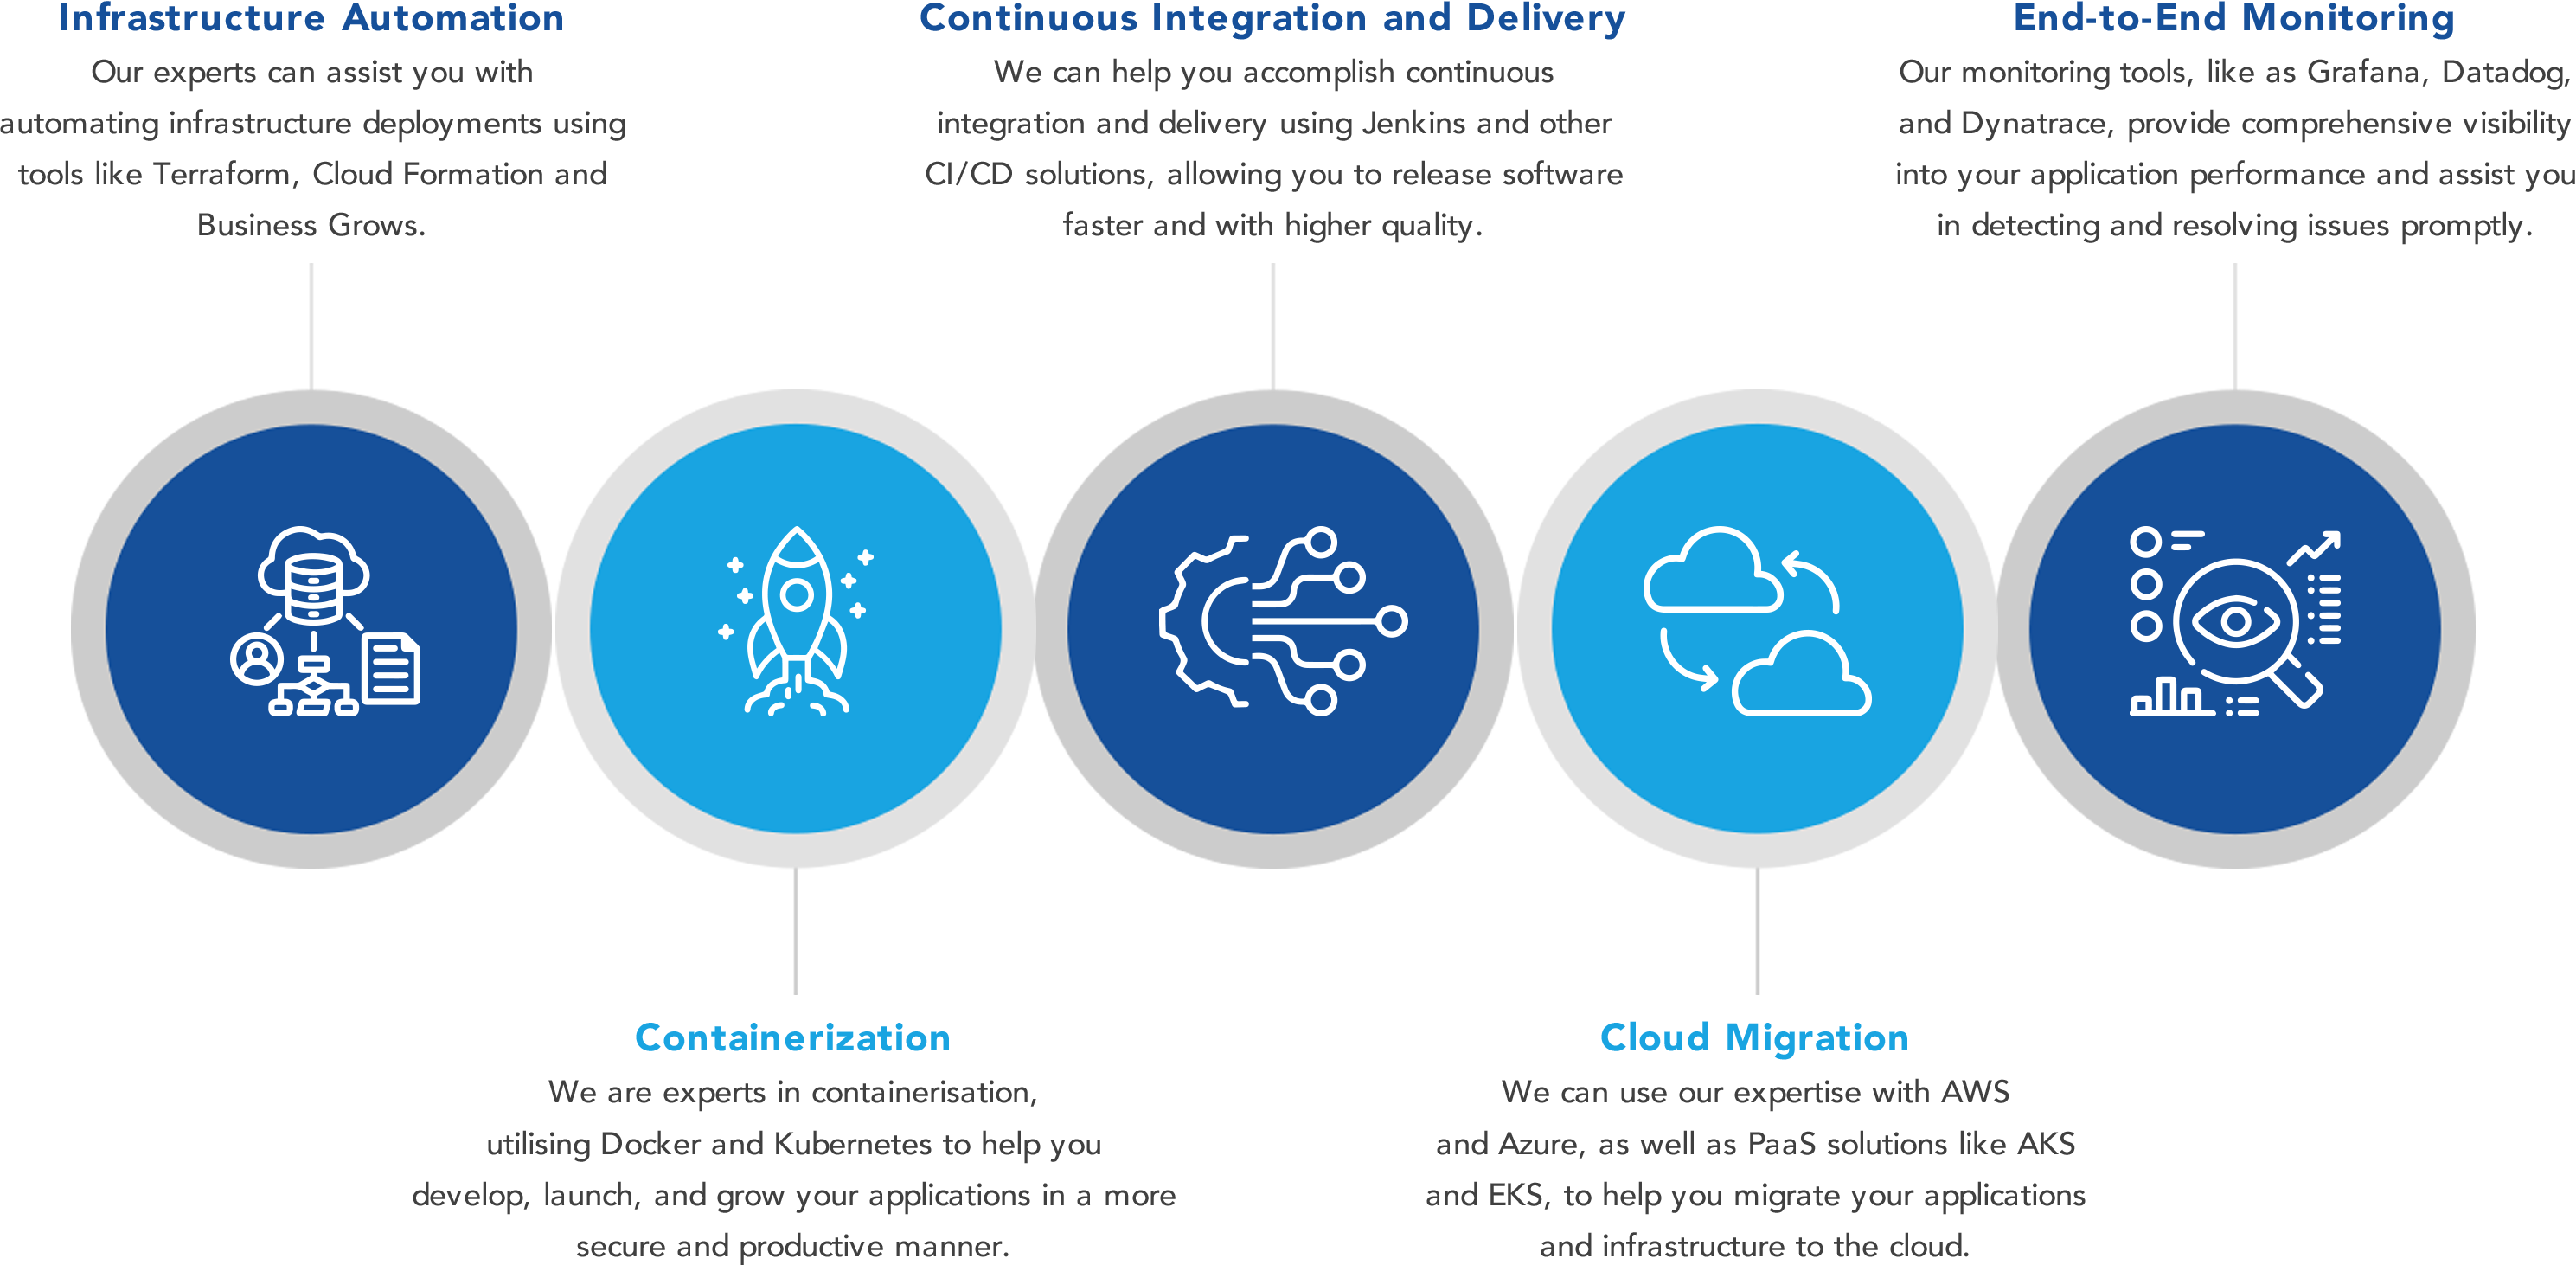 Infrastructure Automation
Our experts can assist you with
automating infrastructure deployments using
tools like Terraform, Cloud Formation and
Business Grows.
Continuous Integration and Delivery
We can help you accomplish continuous
integration and delivery using Jenkins and other
CI/CD solutions, allowing you to release software
faster and with higher quality.
End-to-End Monitoring
Our monitoring tools, like as Grafana, Datadog,
and Dynatrace, provide comprehensive visibility
into your application performance and assist you
in detecting and resolving issues promptly.
Containerization
We are experts in containerisation,
utilising Docker and Kubernetes to help you
develop, launch, and grow your applications in a more
secure and productive manner.
Cloud Migration
We can use our expertise with AWS
and Azure, as well as PaaS solutions like AKS
and EKS, to help you migrate your applications
and infrastructure to the cloud.